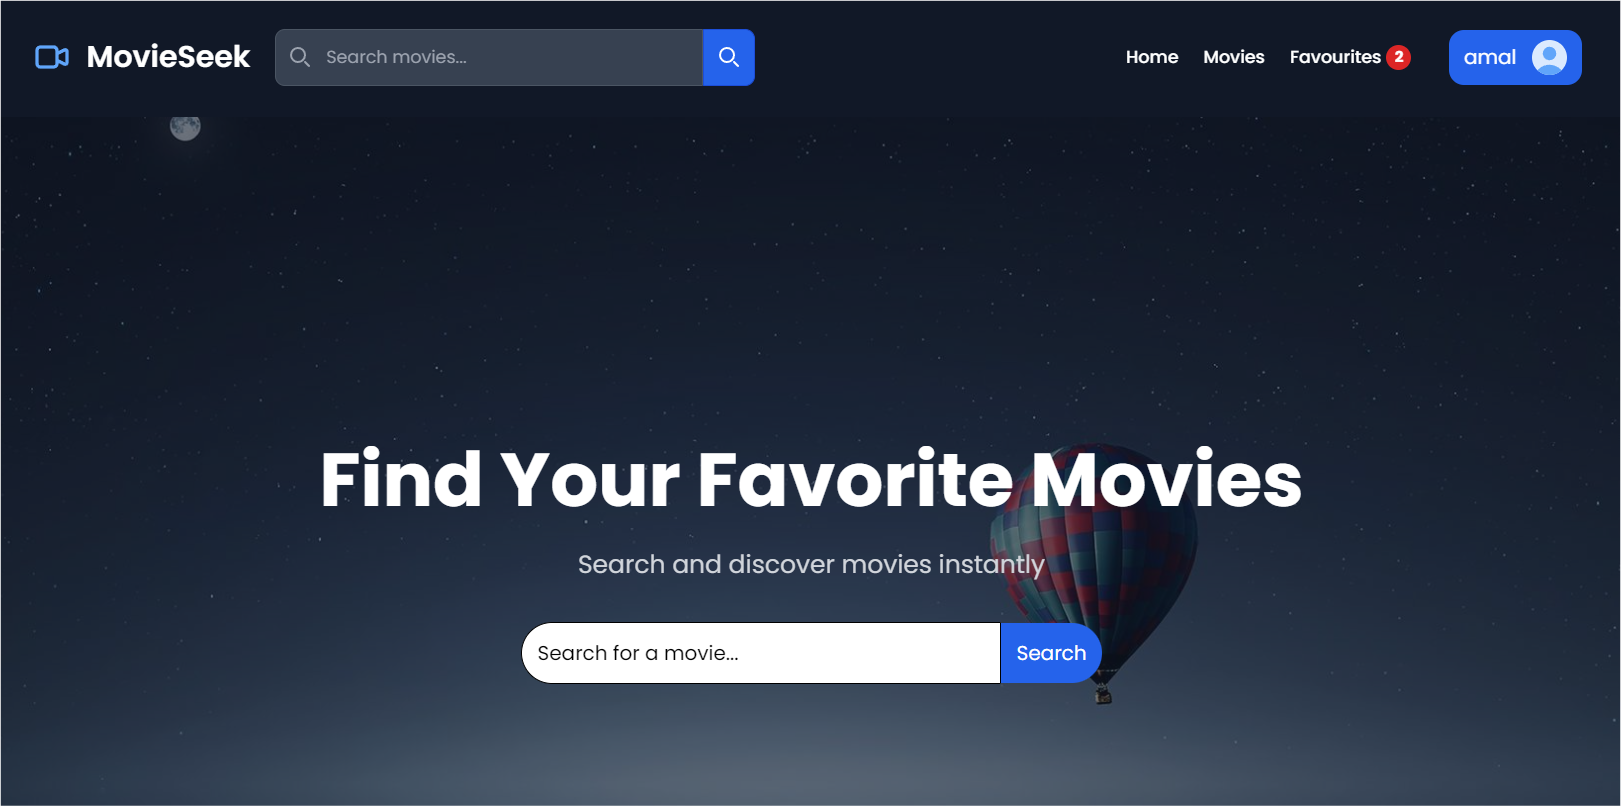 MovieSeek
Search movies...
Home
Movies
Favourites 2
amal
Find Your Favorite Movies
Search and discover movies instantly
Search for a movie...
Search